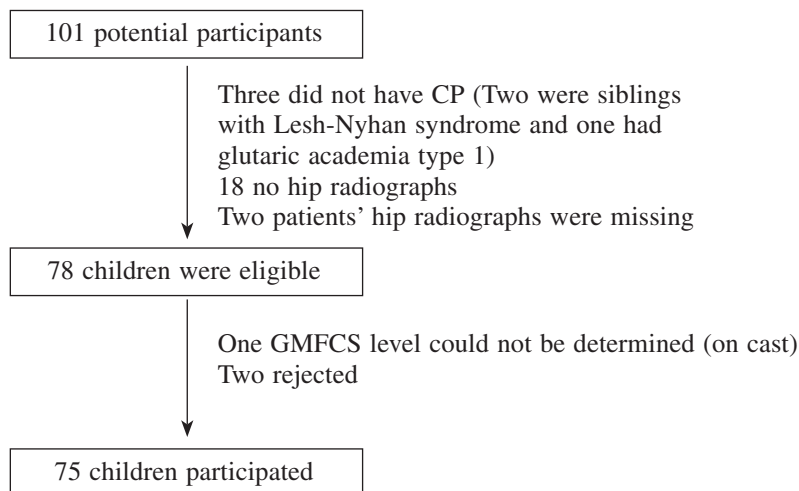 101 potential participants
Three did not have CP (Two were siblings
with Lesh-Nyhan syndrome and one had
glutaric academia type 1)
18 no hip radiographs
Two patients’ hip radiographs were missing
78 children were eligible
One GMFCS level could not be determined (on cast)
Two rejected
75 children participated